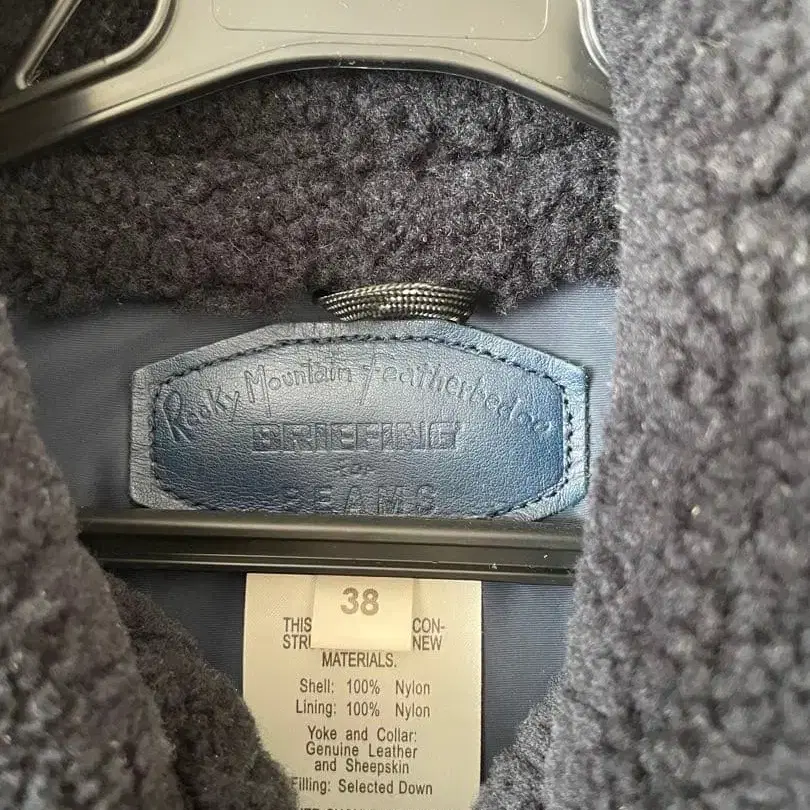 Rocky Mountain Featherbed co
BRIEFING
FOR
BEAMS
38
THIS CON-
STR NEW
MATERIALS.
Shell: 100% Nylon
Lining: 100% Nylon
Yoke and Collar:
Genuine Leather
and Sheepskin
Filling: Selected Down